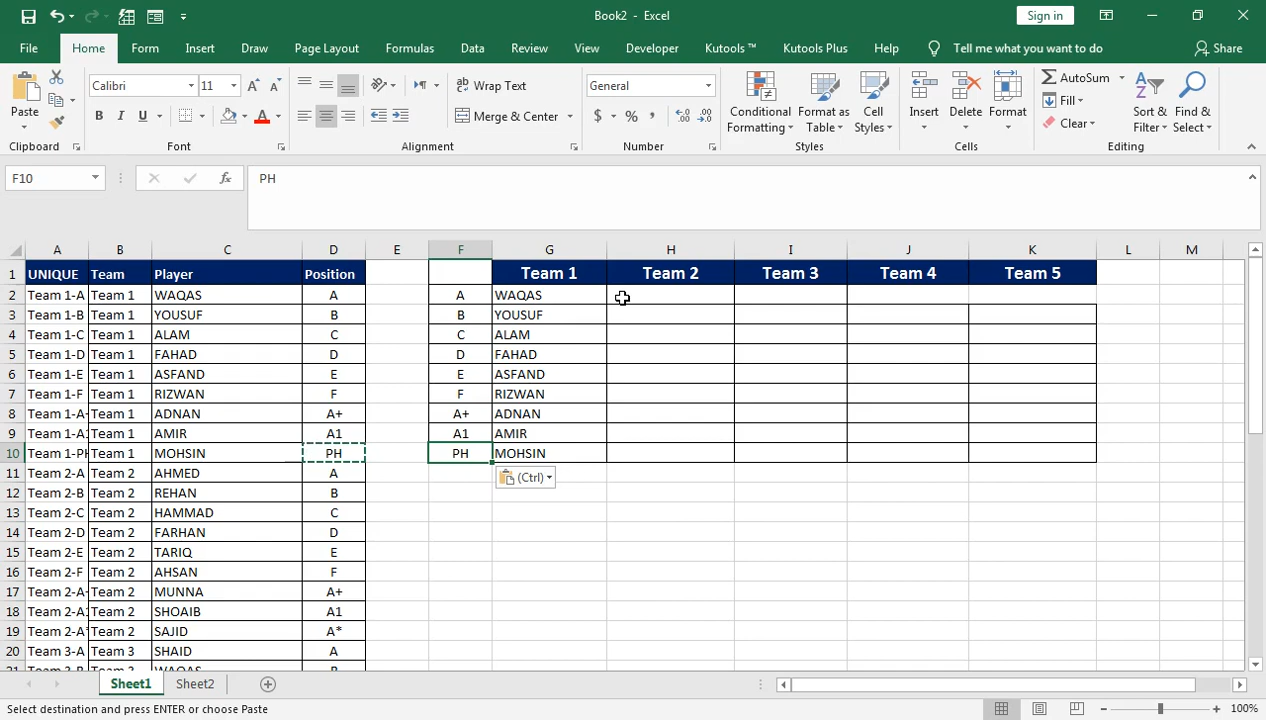 Book2 - Excel
Sign in
File Home Form Insert Draw Page Layout Formulas Data Review View Developer Kutools ™ Kutools Plus Help Tell me what you want to do Share
Paste
Calibri 11
B I U
Wrap Text
Merge & Center
General
$ % ,
Conditional Formatting
Format as Table
Cell Styles
Insert
Delete
Format
AutoSum
Fill
Clear
Sort & Filter
Find & Select
Clipboard Font Alignment Number Styles Cells Editing
F10 fx PH
A B C D E F G H I J K L M
1 UNIQUE Team Player Position Team 1 Team 2 Team 3 Team 4 Team 5
2 Team 1-A Team 1 WAQAS A A WAQAS
3 Team 1-B Team 1 YOUSUF B B YOUSUF
4 Team 1-C Team 1 ALAM C C ALAM
5 Team 1-D Team 1 FAHAD D D FAHAD
6 Team 1-E Team 1 ASFAND E E ASFAND
7 Team 1-F Team 1 RIZWAN F F RIZWAN
8 Team 1-A+ Team 1 ADNAN A+ A+ ADNAN
9 Team 1-A1 Team 1 AMIR A1 A1 AMIR
10 Team 1-PH Team 1 MOHSIN PH PH MOHSIN
11 Team 2-A Team 2 AHMED A (Ctrl)
12 Team 2-B Team 2 REHAN B
13 Team 2-C Team 2 HAMMAD C
14 Team 2-D Team 2 FARHAN D
15 Team 2-E Team 2 TARIQ E
16 Team 2-F Team 2 AHSAN F
17 Team 2-A+ Team 2 MUNNA A+
18 Team 2-A1 Team 2 SHOAIB A1
19 Team 2-A* Team 2 SAJID A*
20 Team 3-A Team 3 SHAID A
21 Team 3-B Team 3 WAQAS B
Sheet1 Sheet2
Select destination and press ENTER or choose Paste 100%